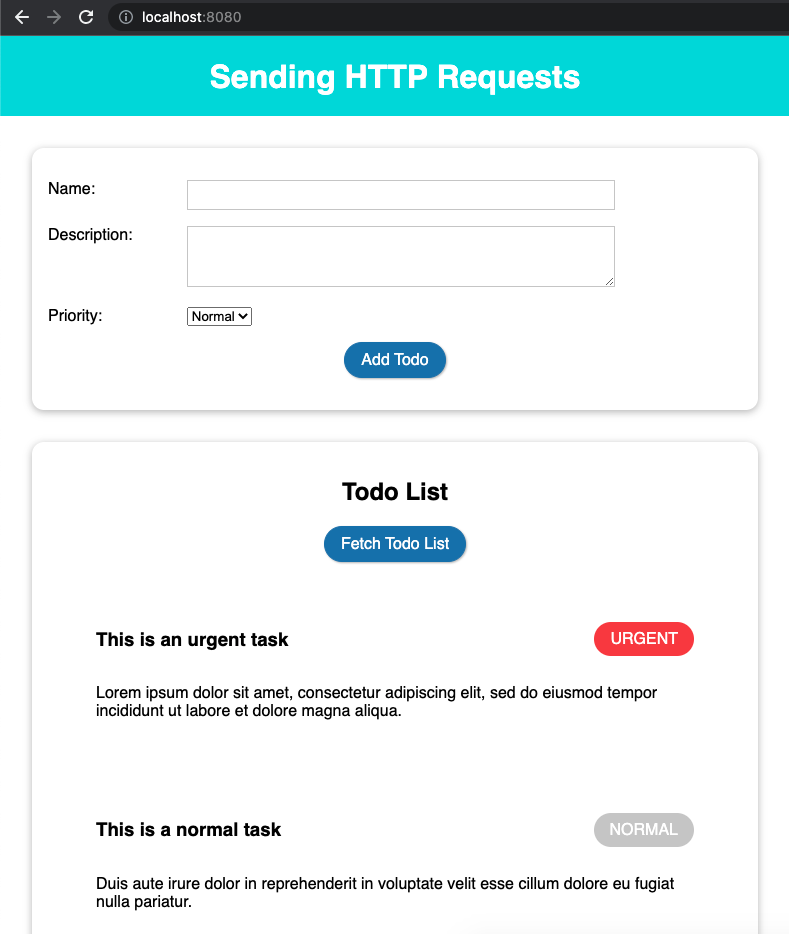 localhost:8080
Sending HTTP Requests
Name:
Description:
Priority:
Normal
Add Todo
Todo List
Fetch Todo List
This is an urgent task
URGENT
Lorem ipsum dolor sit amet, consectetur adipiscing elit, sed do eiusmod tempor
incididunt ut labore et dolore magna aliqua.
This is a normal task
NORMAL
Duis aute irure dolor in reprehenderit in voluptate velit esse cillum dolore eu fugiat
nulla pariatur.